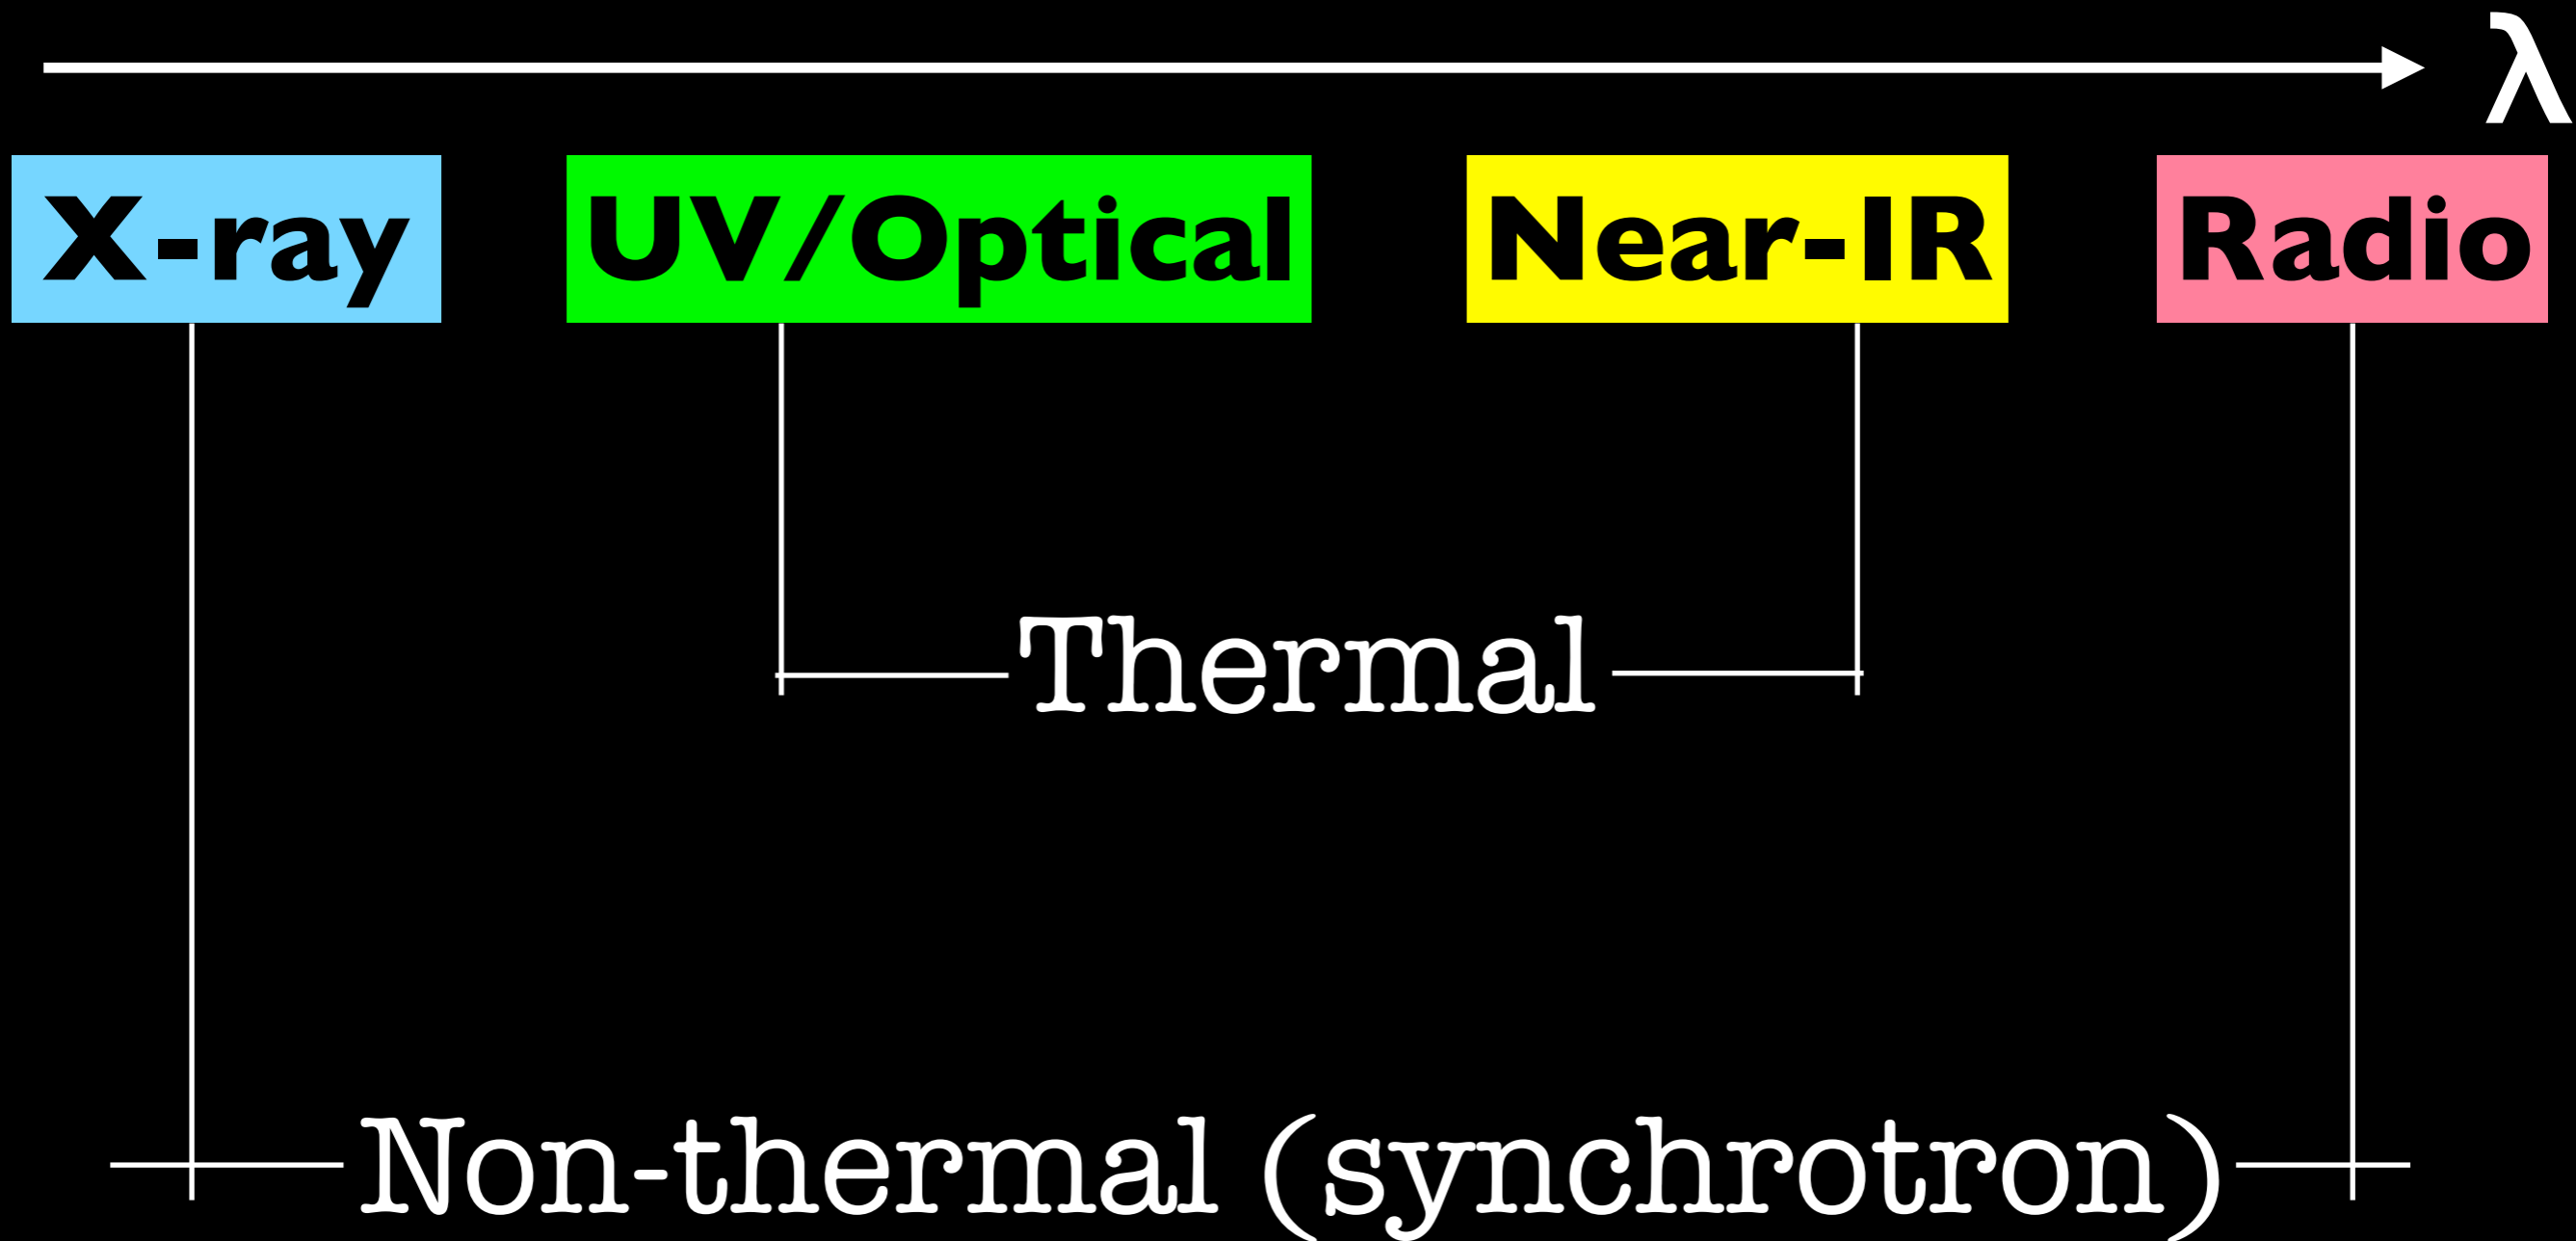 λ
X-ray UV/Optical Near-IR Radio
Thermal
Non-thermal (synchrotron)